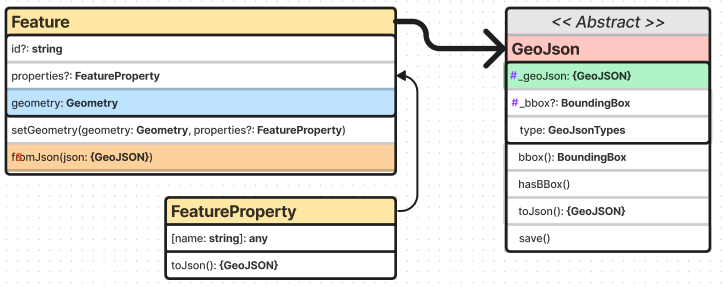 Feature
id?: string
properties?: FeatureProperty
geometry: Geometry
setGeometry(geometry: Geometry, properties?: FeatureProperty)
fromJson(json: {GeoJSON})
FeatureProperty
[name: string]: any
toJson(): {GeoJSON}
<< Abstract >>
GeoJson
#_geoJson: {GeoJSON}
#_bbox?: BoundingBox
type: GeoJsonTypes
bbox(): BoundingBox
hasBBox()
toJson(): {GeoJSON}
save()